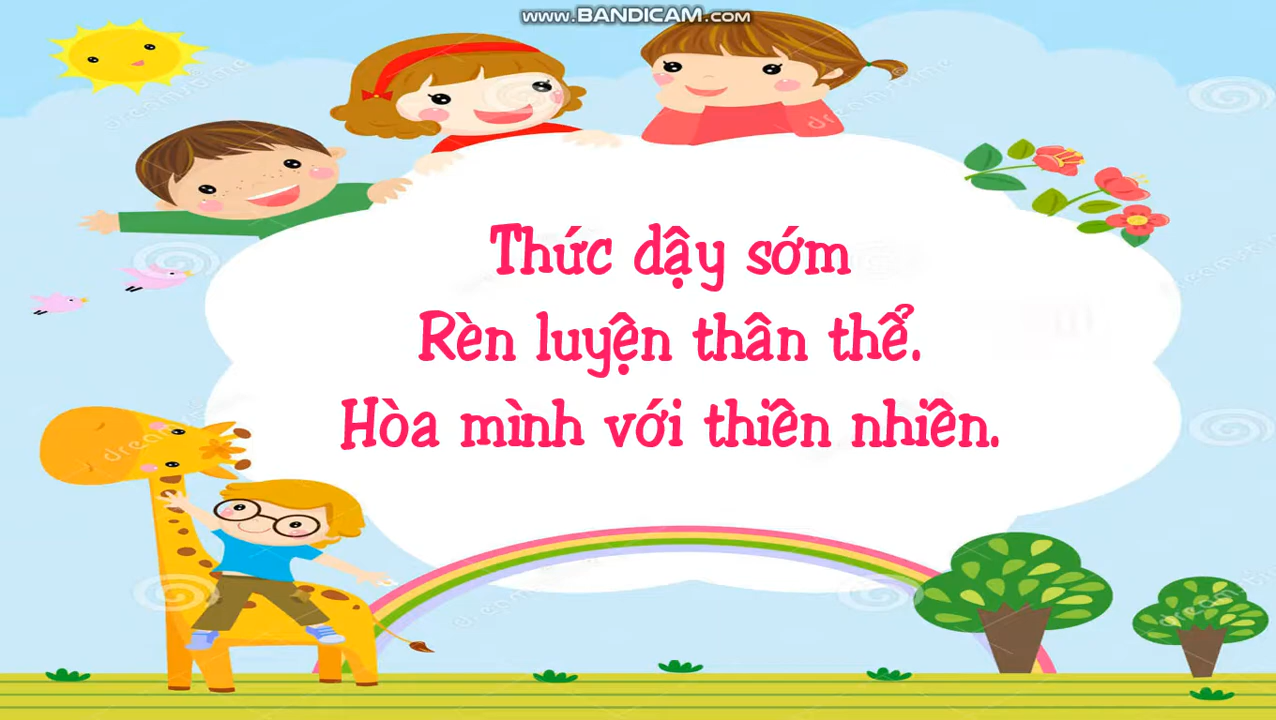 www.BANDICAM.com
Thức dậy sớm
Rèn luyện thân thể.
Hòa mình với thiên nhiên.